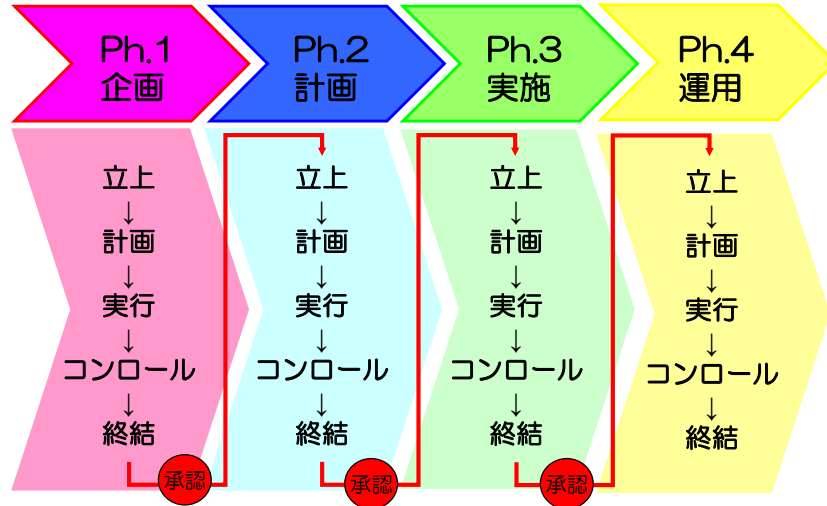 Ph.1
企画
Ph.2
計画
Ph.3
実施
Ph.4
運用
立上
↓
計画
↓
実行
↓
コンロール
↓
終結
承認
立上
↓
計画
↓
実行
↓
コンロール
↓
終結
承認
立上
↓
計画
↓
実行
↓
コンロール
↓
終結
承認
立上
↓
計画
↓
実行
↓
コンロール
↓
終結